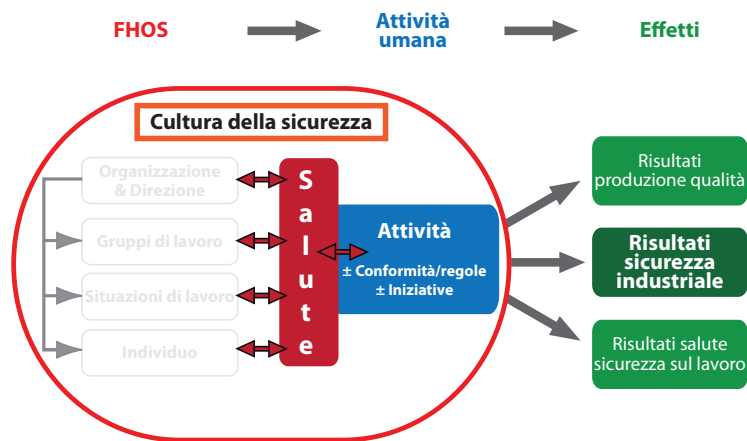 FHOS
Attività
umana
Effetti
Cultura della sicurezza
Organizzazione
& Direzione
Gruppi di lavoro
Situazioni di lavoro
Individuo
Salute
Attività
± Conformità/regole
± Iniziative
Risultati
produzione qualità
Risultati
sicurezza
industriale
Risultati salute
sicurezza sul lavoro